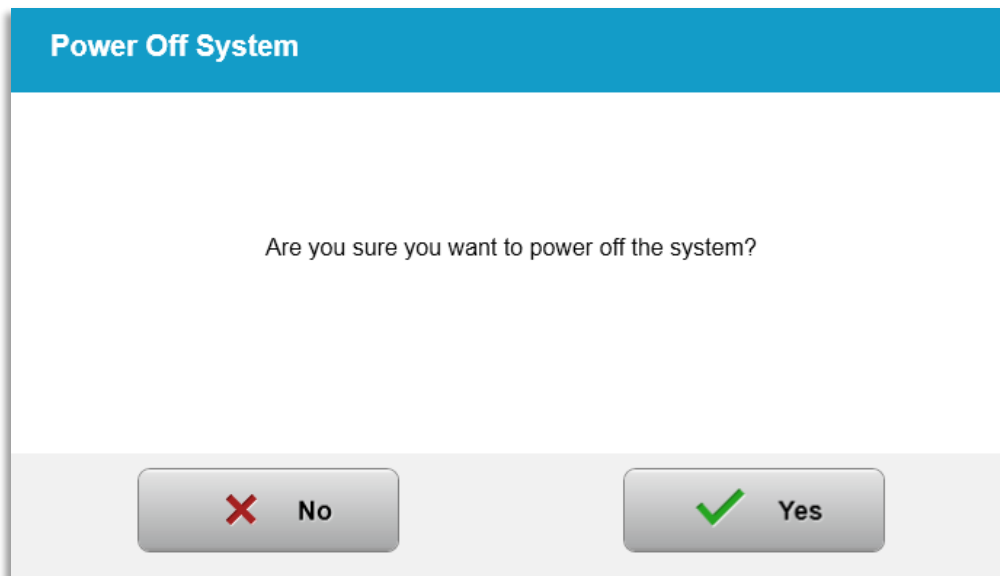 Power Off System
Are you sure you want to power off the system?
No
Yes